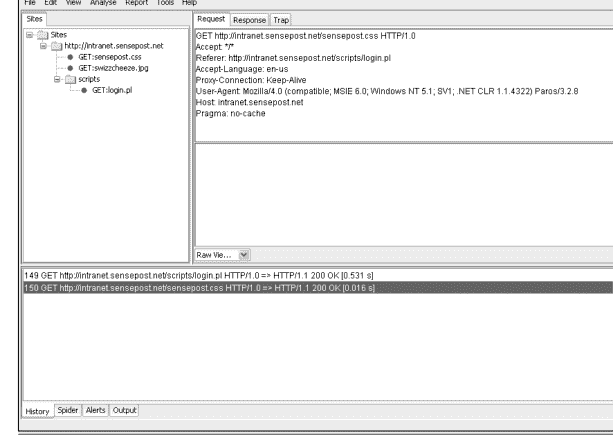 File Edit View Analyse Report Tools Help
Sites
Request Response Trap
Sites
http://intranet.sensepost.net
GET:sensepost.css
GET:swizzcheeze.jpg
scripts
GET:login.pl
GET http://intranet.sensepost.net/sensepost.css HTTP/1.0
Accept: */*
Referer: http://intranet.sensepost.net/scripts/login.pl
Accept-Language: en-us
Proxy-Connection: Keep-Alive
User-Agent: Mozilla/4.0 (compatible; MSIE 6.0; Windows NT 5.1; SV1; .NET CLR 1.1.4322) Paros/3.2.8
Host: intranet.sensepost.net
Pragma: no-cache
Raw Vie...
149 GET http://intranet.sensepost.net/scripts/login.pl HTTP/1.0 => HTTP/1.1 200 OK [0.531 s]
150 GET http://intranet.sensepost.net/sensepost.css HTTP/1.0 => HTTP/1.1 200 OK [0.016 s]
History Spider Alerts Output